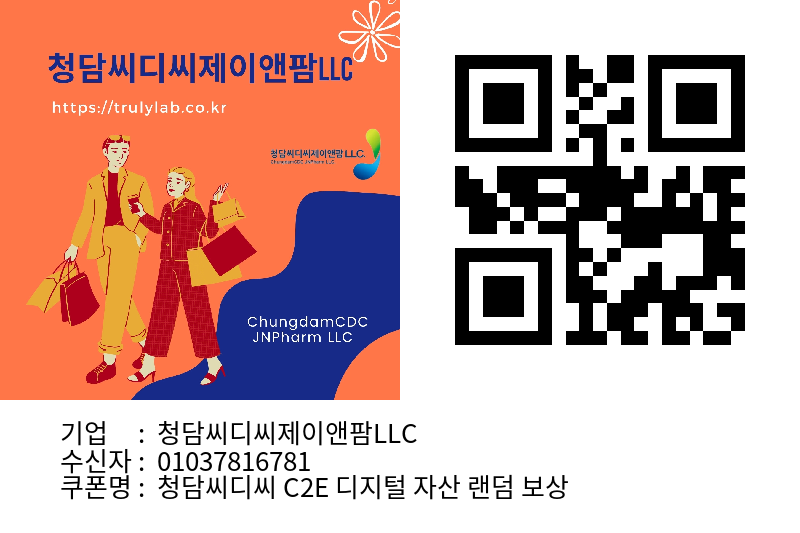 청담씨디씨제이앤팜LLC
https://trulylab.co.kr
청담씨디씨제이앤팜 LLC.
ChungdamCDC JNPharm LLC
ChungdamCDC
JNPharm LLC
기업 : 청담씨디씨제이앤팜LLC
수신자 : 01037816781
쿠폰명 : 청담씨디씨 C2E 디지털 자산 랜덤 보상